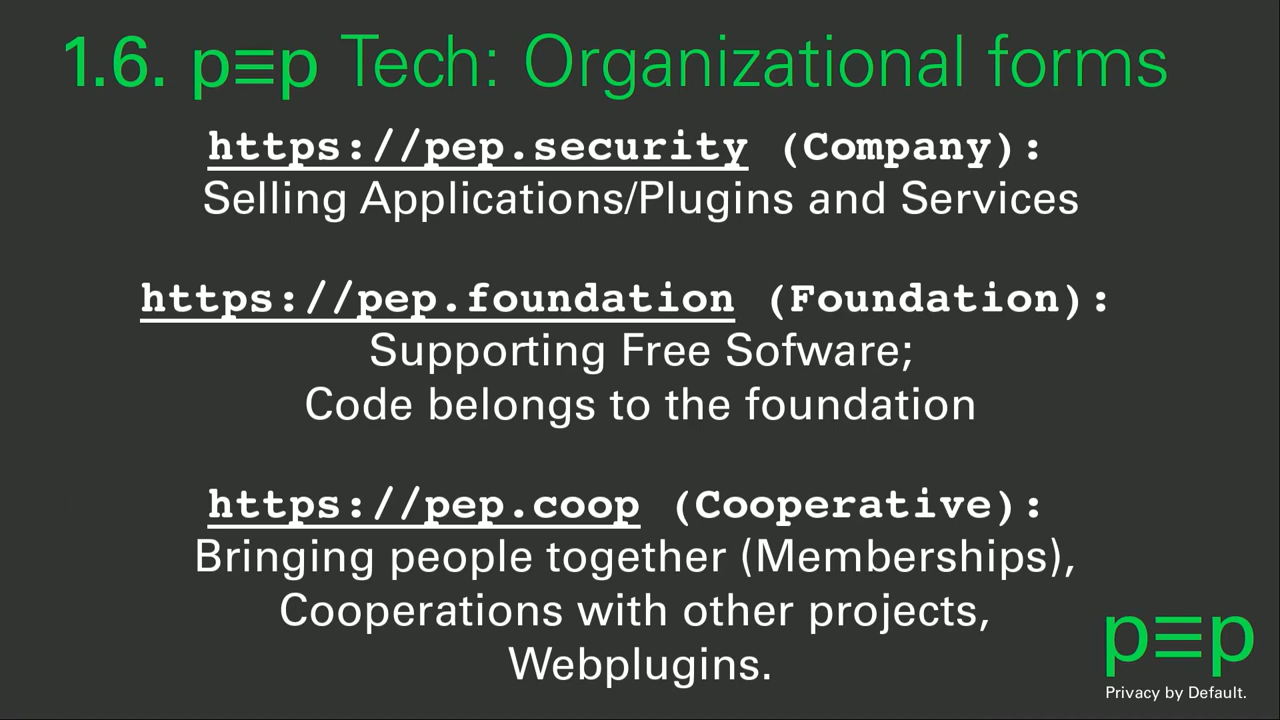 1.6. p≡p Tech: Organizational forms
https://pep.security (Company):
Selling Applications/Plugins and Services
https://pep.foundation (Foundation):
Supporting Free Sofware;
Code belongs to the foundation
https://pep.coop (Cooperative):
Bringing people together (Memberships),
Cooperations with other projects,
Webplugins.
p≡p
Privacy by Default.